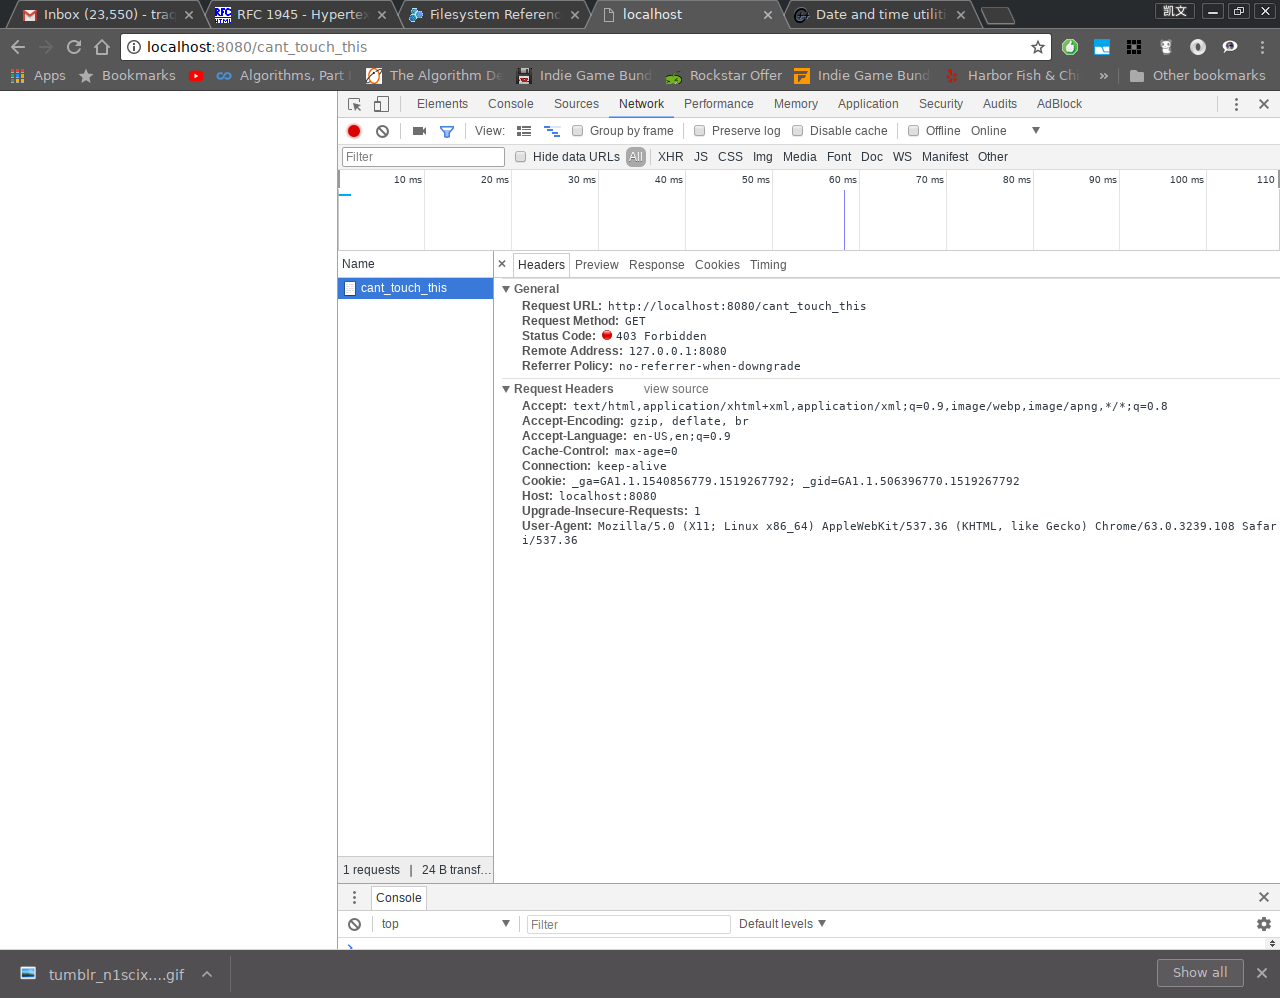 Inbox (23,550) - traq
RFC 1945 - Hypertex
Filesystem Referenc
localhost
Date and time utiliti
凯文
localhost:8080/cant_touch_this
Apps
Bookmarks
Algorithms, Part I
The Algorithm De
Indie Game Bund
Rockstar Offer
Indie Game Bund
Harbor Fish & Chi
»
Other bookmarks
Elements Console Sources Network Performance Memory Application Security Audits AdBlock
View: Group by frame Preserve log Disable cache Offline Online
Filter Hide data URLs All XHR JS CSS Img Media Font Doc WS Manifest Other
10 ms 20 ms 30 ms 40 ms 50 ms 60 ms 70 ms 80 ms 90 ms 100 ms 110
Name
cant_touch_this
Headers Preview Response Cookies Timing
General
Request URL: http://localhost:8080/cant_touch_this
Request Method: GET
Status Code: 403 Forbidden
Remote Address: 127.0.0.1:8080
Referrer Policy: no-referrer-when-downgrade
Request Headers view source
Accept: text/html,application/xhtml+xml,application/xml;q=0.9,image/webp,image/apng,*/*;q=0.8
Accept-Encoding: gzip, deflate, br
Accept-Language: en-US,en;q=0.9
Cache-Control: max-age=0
Connection: keep-alive
Cookie: _ga=GA1.1.1540856779.1519267792; _gid=GA1.1.506396770.1519267792
Host: localhost:8080
Upgrade-Insecure-Requests: 1
User-Agent: Mozilla/5.0 (X11; Linux x86_64) AppleWebKit/537.36 (KHTML, like Gecko) Chrome/63.0.3239.108 Safar
i/537.36
1 requests | 24 B transf...
Console
top Filter Default levels
tumblr_n1scix....gif
Show all